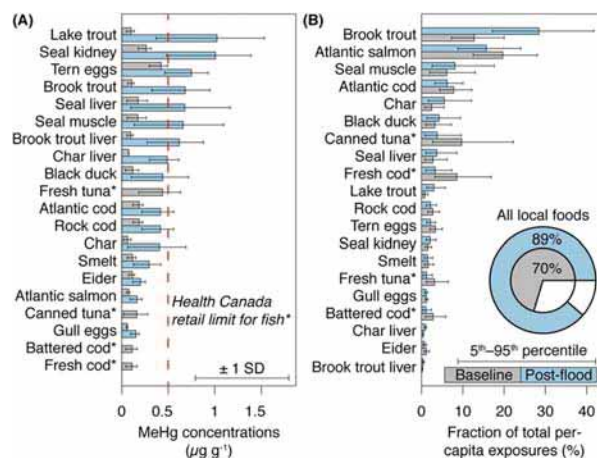 (A)
Lake trout
Seal kidney
Tern eggs
Brook trout
Seal liver
Seal muscle
Brook trout liver
Char liver
Black duck
Fresh tuna*
Atlantic cod
Rock cod
Char
Smelt
Eider
Atlantic salmon
Canned tuna*
Gull eggs
Battered cod*
Fresh cod*
Health Canada
retail limit for fish*
± 1 SD
0 0.5 1 1.5
MeHg concentrations
(µg g⁻¹)
(B)
Brook trout
Atlantic salmon
Seal muscle
Atlantic cod
Char
Black duck
Canned tuna*
Seal liver
Fresh cod*
Lake trout
Rock cod
Tern eggs
Seal kidney
Smelt
Fresh tuna*
Gull eggs
Battered cod*
Char liver
Eider
Brook trout liver
All local foods
89%
70%
5th–95th percentile
Baseline Post-flood
0 10 20 30 40
Fraction of total per-
capita exposures (%)